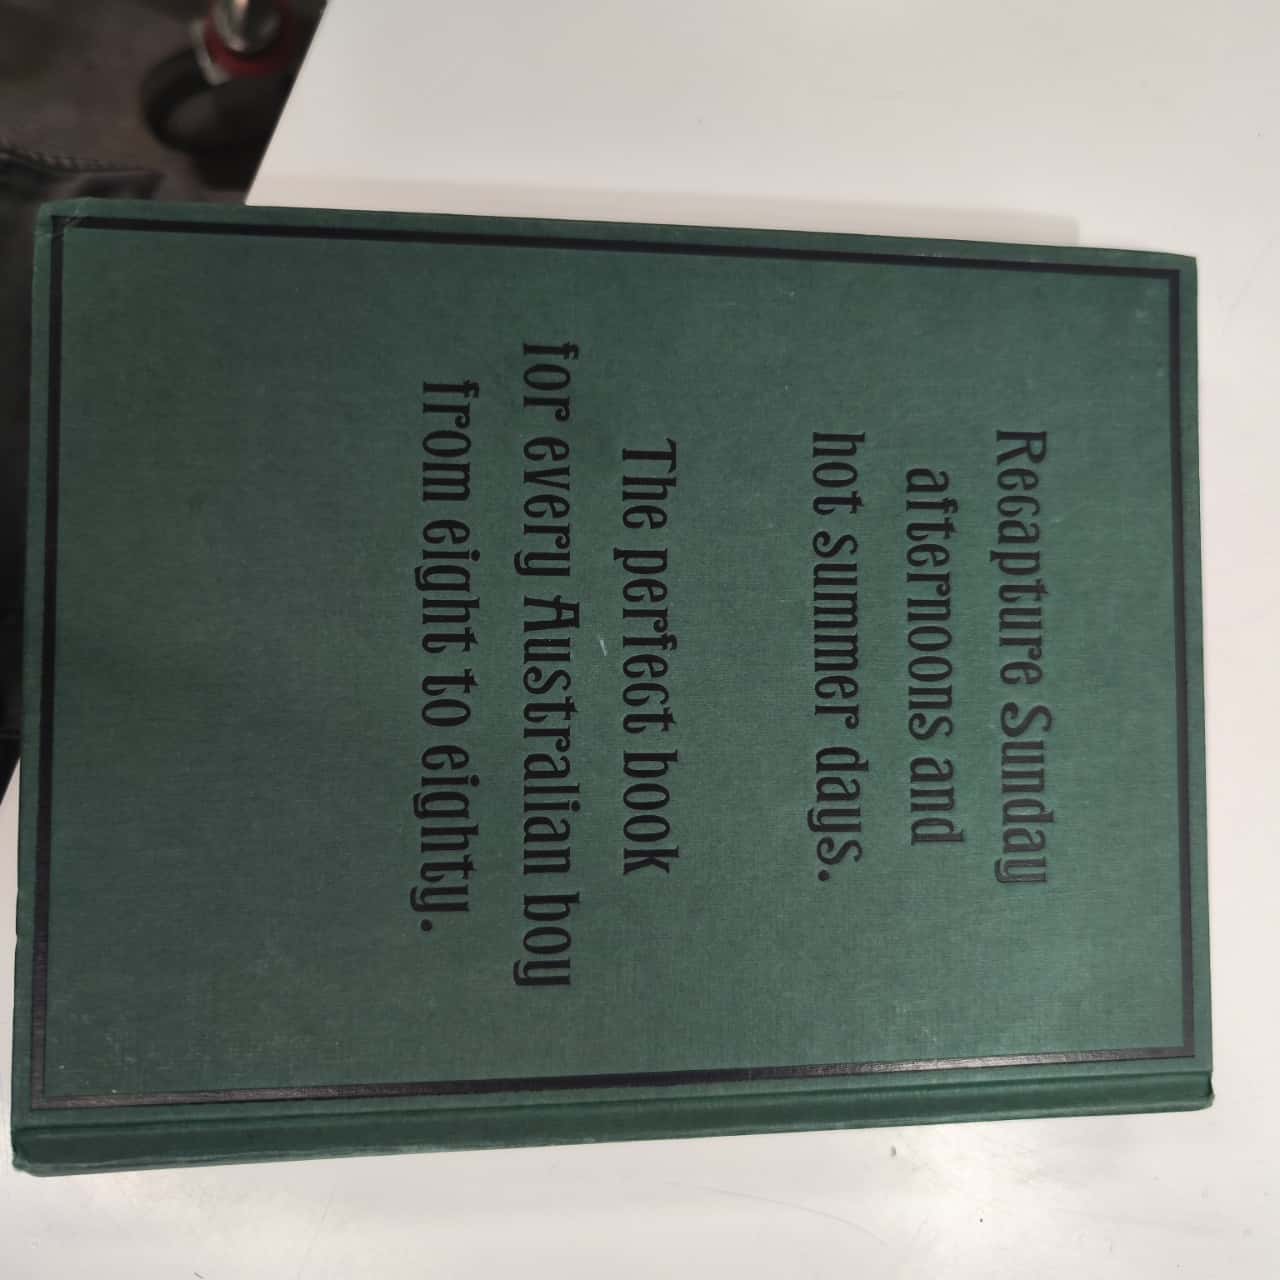 Recapture Sunday
afternoons and
hot summer days.
The perfect book
for every Australian boy
from eight to eighty.